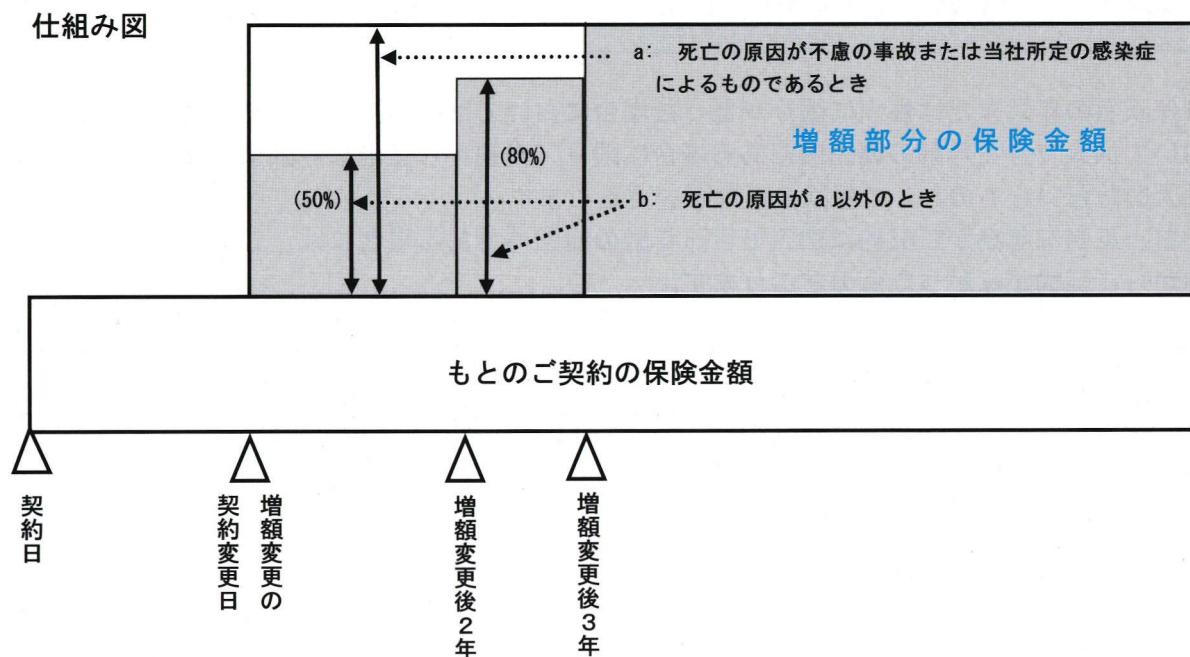 仕組み図
a: 死亡の原因が不慮の事故または当社所定の感染症
によるものであるとき
増額部分の保険金額
(80%)
(50%)
b: 死亡の原因がa以外のとき
もとのご契約の保険金額
契約日
増額変更の
契約変更日
増額変更後2年
増額変更後3年